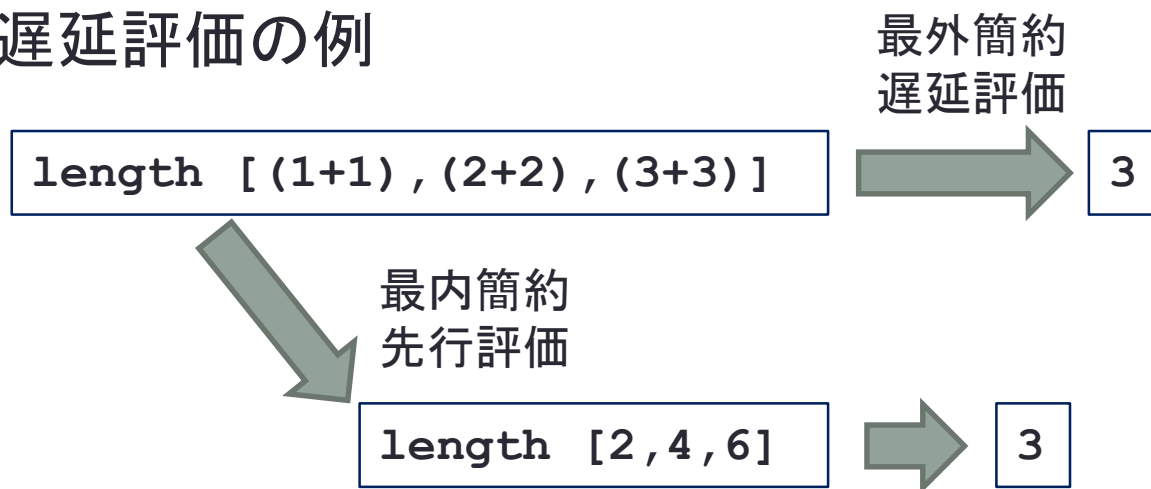 遅延評価の例
最外簡約
遅延評価
length [(1+1),(2+2),(3+3)]
3
最内簡約
先行評価
length [2,4,6]
3